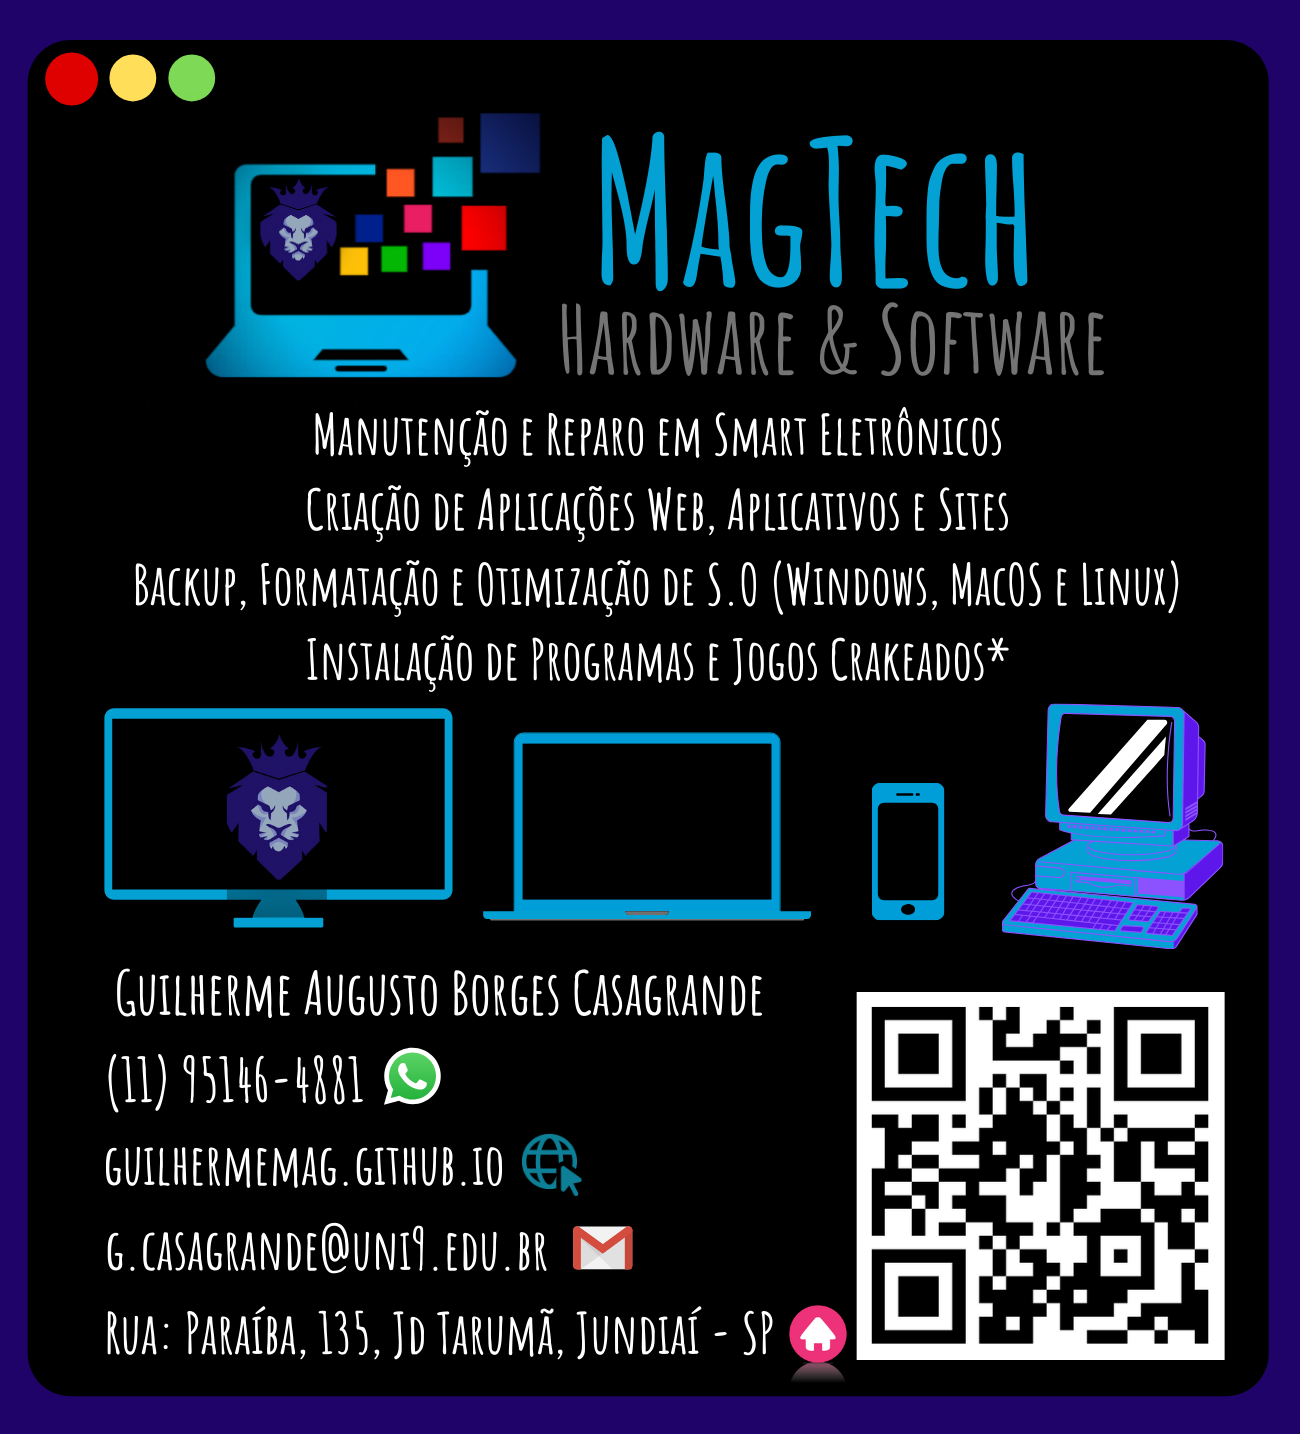 MagTech
Hardware & Software
Manutenção e Reparo em Smart Eletrônicos
Criação de Aplicações Web, Aplicativos e Sites
Backup, Formatação e Otimização de S.O (Windows, MacOS e Linux)
Instalação de Programas e Jogos Crakeados*
Guilherme Augusto Borges Casagrande
(11) 95146-4881
guilhermemag.github.io
g.casagrande@uni9.edu.br
Rua: Paraíba, 135, Jd Tarumã, Jundiaí - SP